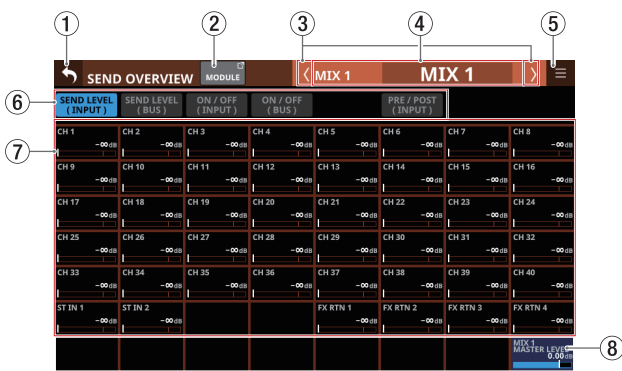 1 2 3 4 5
SEND OVERVIEW MODULE MIX 1 MIX 1
6
SEND LEVEL (INPUT) SEND LEVEL (BUS) ON / OFF (INPUT) ON / OFF (BUS) PRE / POST (INPUT)
7
CH 1 CH 2 CH 3 CH 4 CH 5 CH 6 CH 7 CH 8
-∞dB -∞dB -∞dB -∞dB -∞dB -∞dB -∞dB -∞dB
CH 9 CH 10 CH 11 CH 12 CH 13 CH 14 CH 15 CH 16
-∞dB -∞dB -∞dB -∞dB -∞dB -∞dB -∞dB -∞dB
CH 17 CH 18 CH 19 CH 20 CH 21 CH 22 CH 23 CH 24
-∞dB -∞dB -∞dB -∞dB -∞dB -∞dB -∞dB -∞dB
CH 25 CH 26 CH 27 CH 28 CH 29 CH 30 CH 31 CH 32
-∞dB -∞dB -∞dB -∞dB -∞dB -∞dB -∞dB -∞dB
CH 33 CH 34 CH 35 CH 36 CH 37 CH 38 CH 39 CH 40
-∞dB -∞dB -∞dB -∞dB -∞dB -∞dB -∞dB -∞dB
ST IN 1 ST IN 2 FX RTN 1 FX RTN 2 FX RTN 3 FX RTN 4
-∞dB -∞dB -∞dB -∞dB -∞dB -∞dB
MIX 1
MASTER LEVEL
0.00dB
8